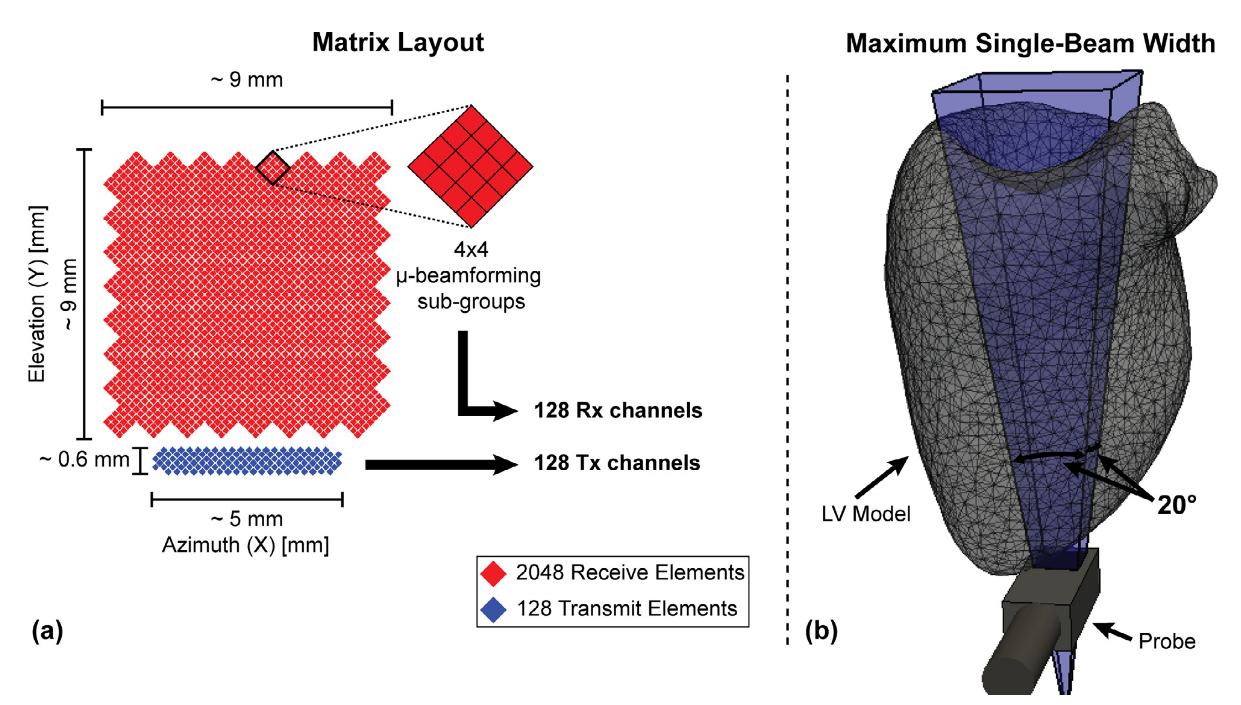 Matrix Layout
~ 9 mm
Elevation (Y) [mm]
~ 9 mm
4x4
µ-beamforming
sub-groups
128 Rx channels
~ 0.6 mm
128 Tx channels
~ 5 mm
Azimuth (X) [mm]
2048 Receive Elements
128 Transmit Elements
(a)
Maximum Single-Beam Width
LV Model
20°
Probe
(b)